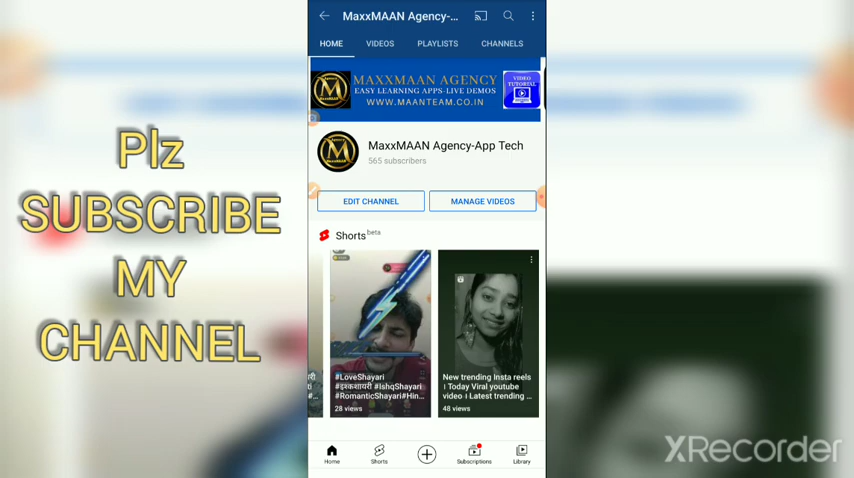 Plz
SUBSCRIBE
MY
CHANNEL
MaxxMAAN Agency-...
HOME VIDEOS PLAYLISTS CHANNELS
MAXXMAAN AGENCY
EASY LEARNING APPS-LIVE DEMOS
WWW.MAANTEAM.CO.IN
VIDEO
TUTORIAL
MaxxMAAN Agency-App Tech
565 subscribers
EDIT CHANNEL MANAGE VIDEOS
Shorts beta
#LoveShayari
#इश्कशायरी #IshqShayari
#RomanticShayari#Hin...
28 views
New trending Insta reels
। Today Viral youtube
video । Latest trending ...
48 views
Home Shorts Subscriptions Library
XRecorder